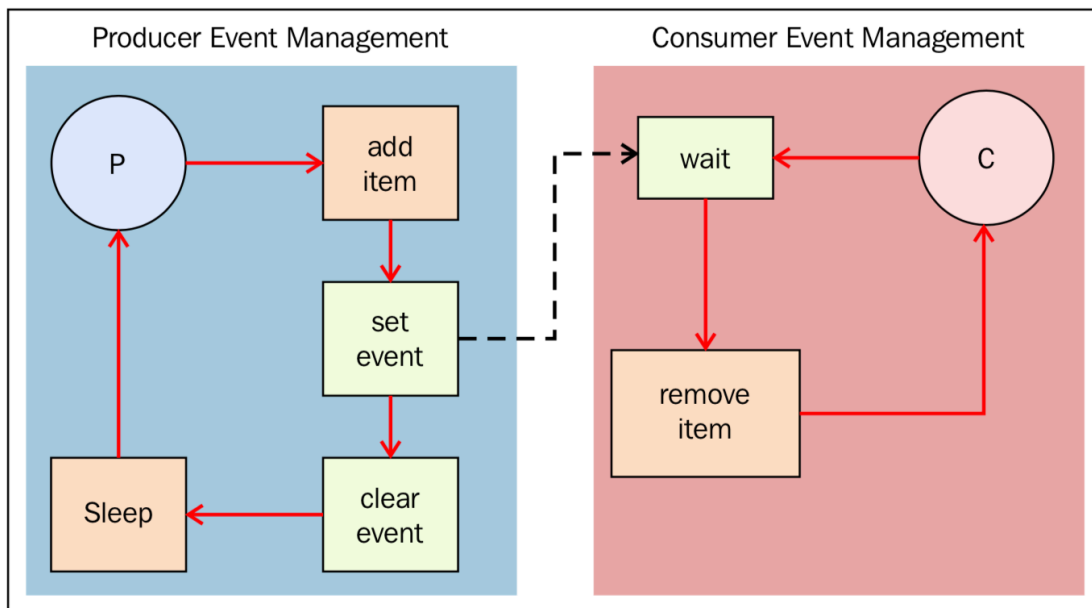 Producer Event Management
Consumer Event Management
P
add
item
set
event
clear
event
Sleep
wait
C
remove
item